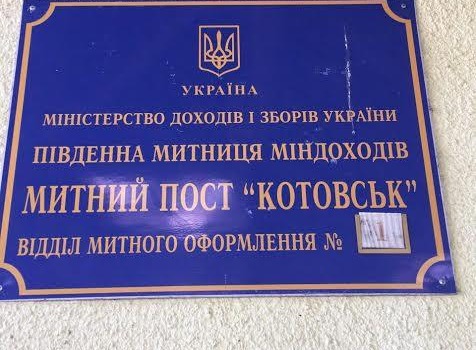 УКРАЇНА
МІНІСТЕРСТВО ДОХОДІВ І ЗБОРІВ УКРАЇНИ
ПІВДЕННА МИТНИЦЯ МІНДОХОДІВ
МИТНИЙ ПОСТ “КОТОВСЬК”
ВІДДІЛ МИТНОГО ОФОРМЛЕННЯ № 1